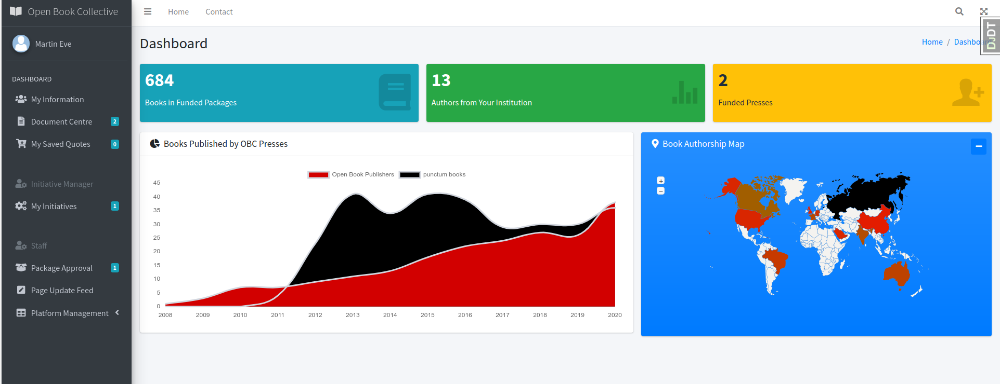 Open Book Collective
Home
Contact
Martin Eve
Dashboard
Home / Dashboard
DjDT
684
Books in Funded Packages
13
Authors from Your Institution
2
Funded Presses
DASHBOARD
My Information
Document Centre 2
My Saved Quotes 0
Initiative Manager
My Initiatives 1
Staff
Package Approval 1
Page Update Feed
Platform Management
Books Published by OBC Presses
Open Book Publishers
punctum books
45
40
35
30
25
20
15
10
5
0
2008 2009 2010 2011 2012 2013 2014 2015 2016 2017 2018 2019 2020
Book Authorship Map
+
−